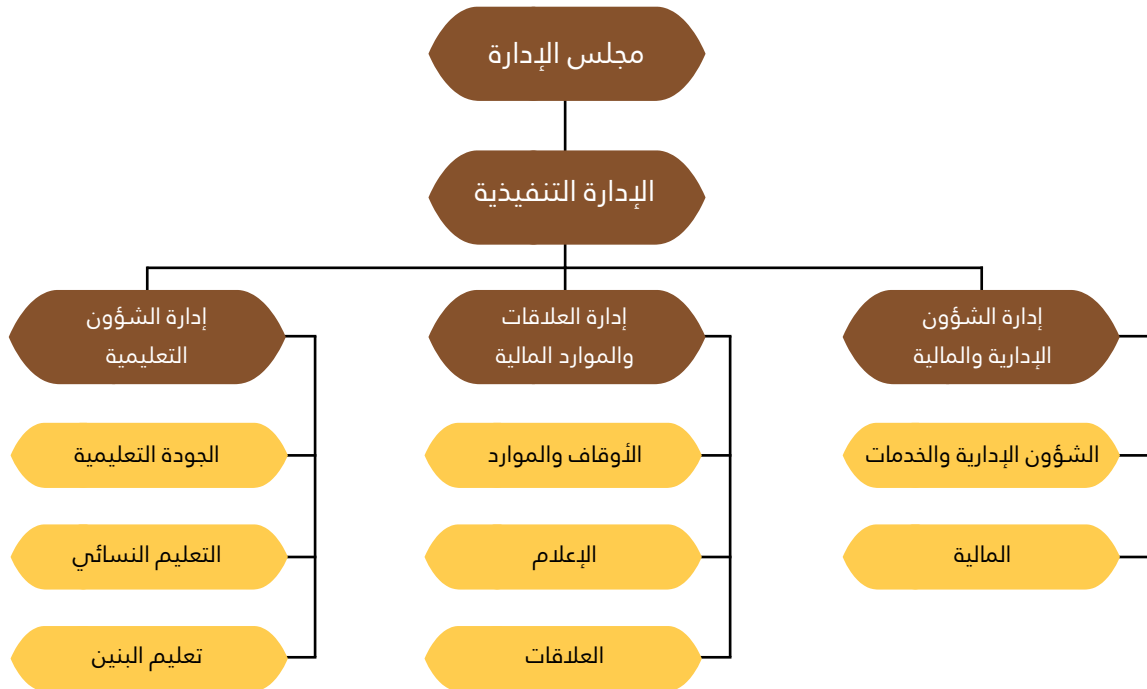 مجلس الإدارة
الإدارة التنفيذية
إدارة الشؤون
الإدارية والمالية
الشؤون الإدارية والخدمات
المالية
إدارة العلاقات
والموارد المالية
الأوقاف والموارد
الإعلام
العلاقات
إدارة الشؤون
التعليمية
الجودة التعليمية
التعليم النسائي
تعليم البنين